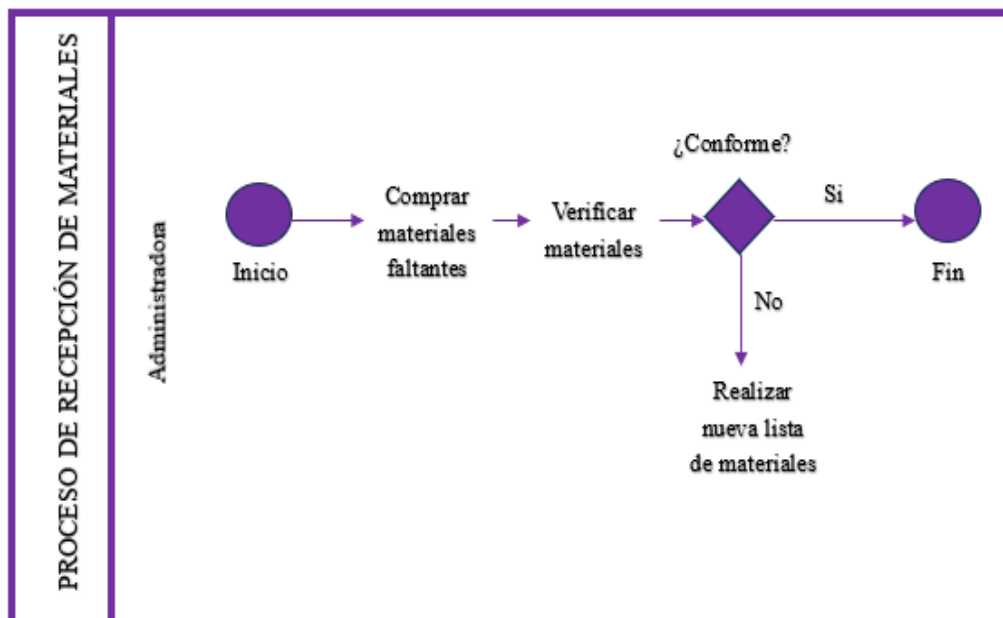 PROCESO DE RECEPCIÓN DE MATERIALES
Administradora
Inicio
Comprar
materiales
faltantes
Verificar
materiales
¿Conforme?
Si
Fin
No
Realizar
nueva lista
de materiales